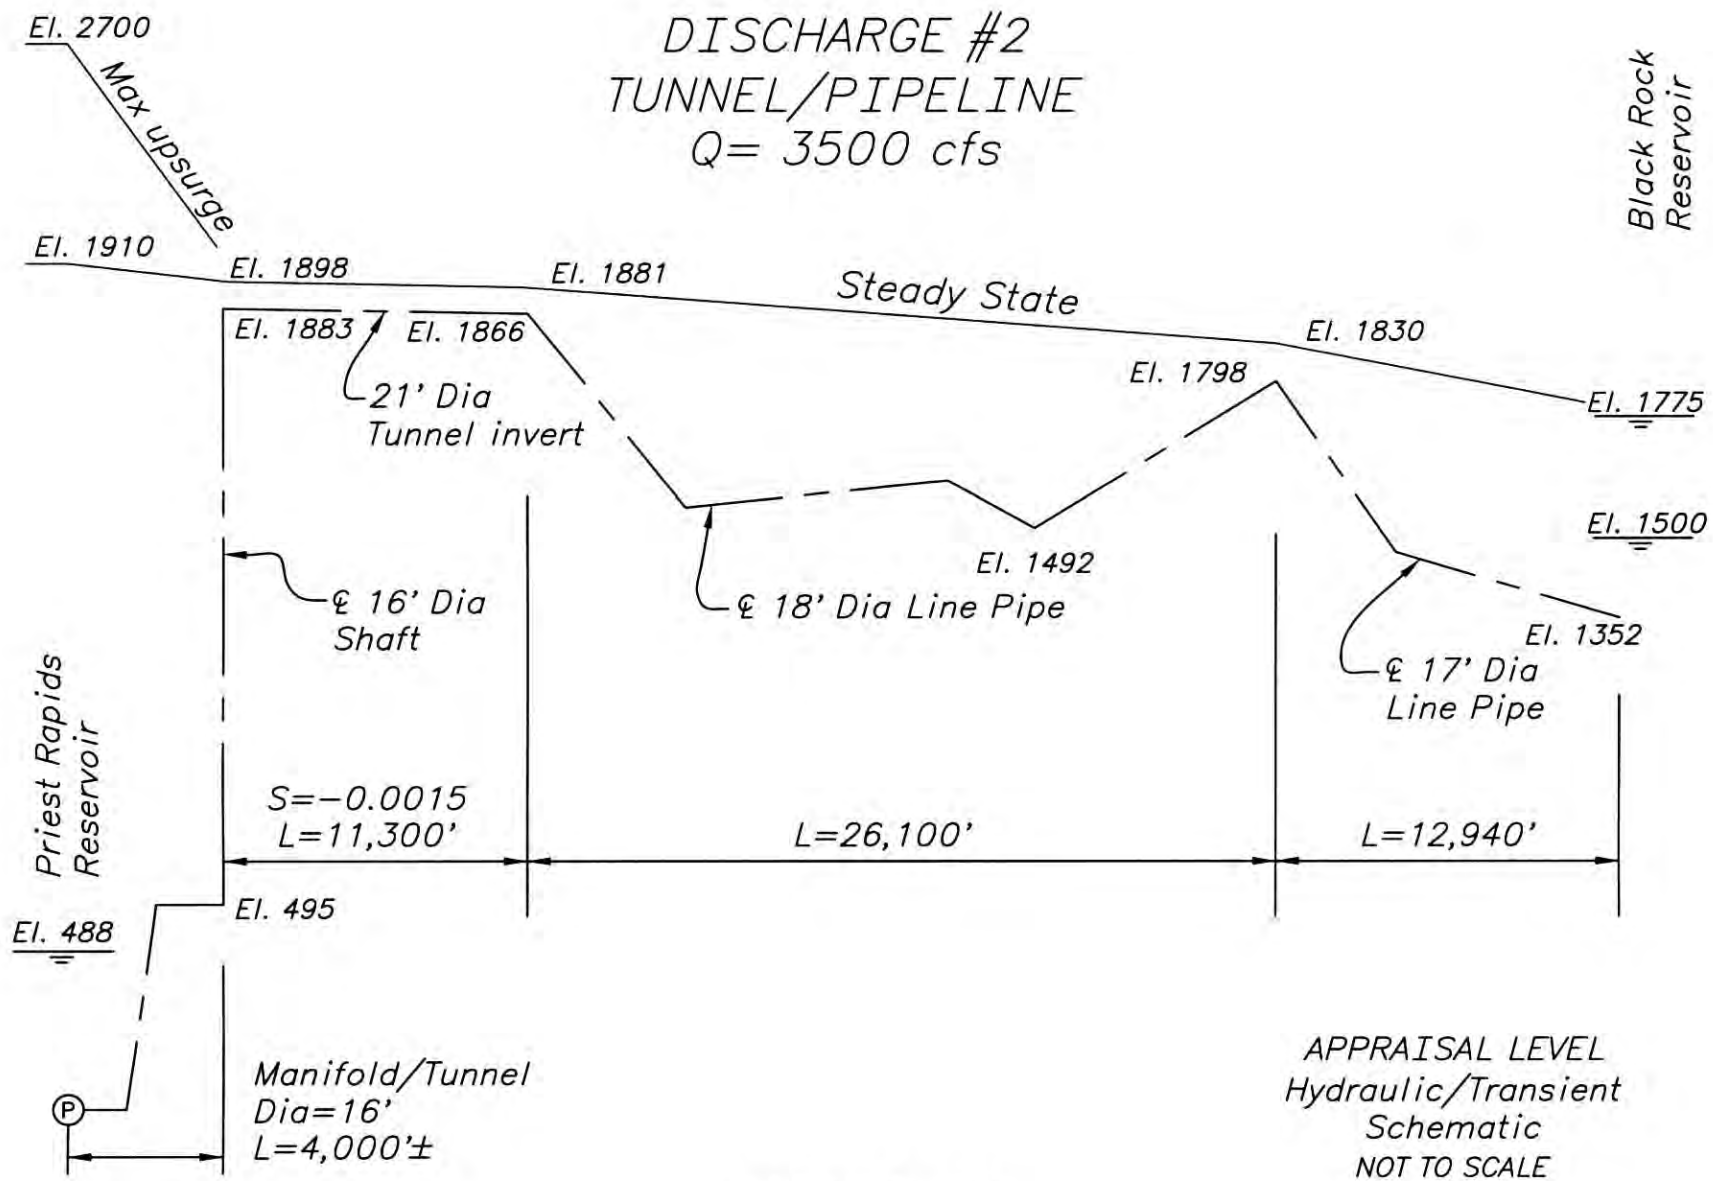 DISCHARGE #2
TUNNEL/PIPELINE
Q= 3500 cfs
El. 2700
Max upsurge
Black Rock
Reservoir
El. 1910
El. 1898
El. 1881
Steady State
El. 1830
El. 1775
El. 1883
El. 1866
El. 1798
21' Dia
Tunnel invert
El. 1500
El. 1492
℄ 16' Dia
Shaft
℄ 18' Dia Line Pipe
El. 1352
℄ 17' Dia
Line Pipe
Priest Rapids
Reservoir
S=-0.0015
L=11,300'
L=26,100'
L=12,940'
El. 495
El. 488
P
Manifold/Tunnel
Dia=16'
L=4,000'±
APPRAISAL LEVEL
Hydraulic/Transient
Schematic
NOT TO SCALE